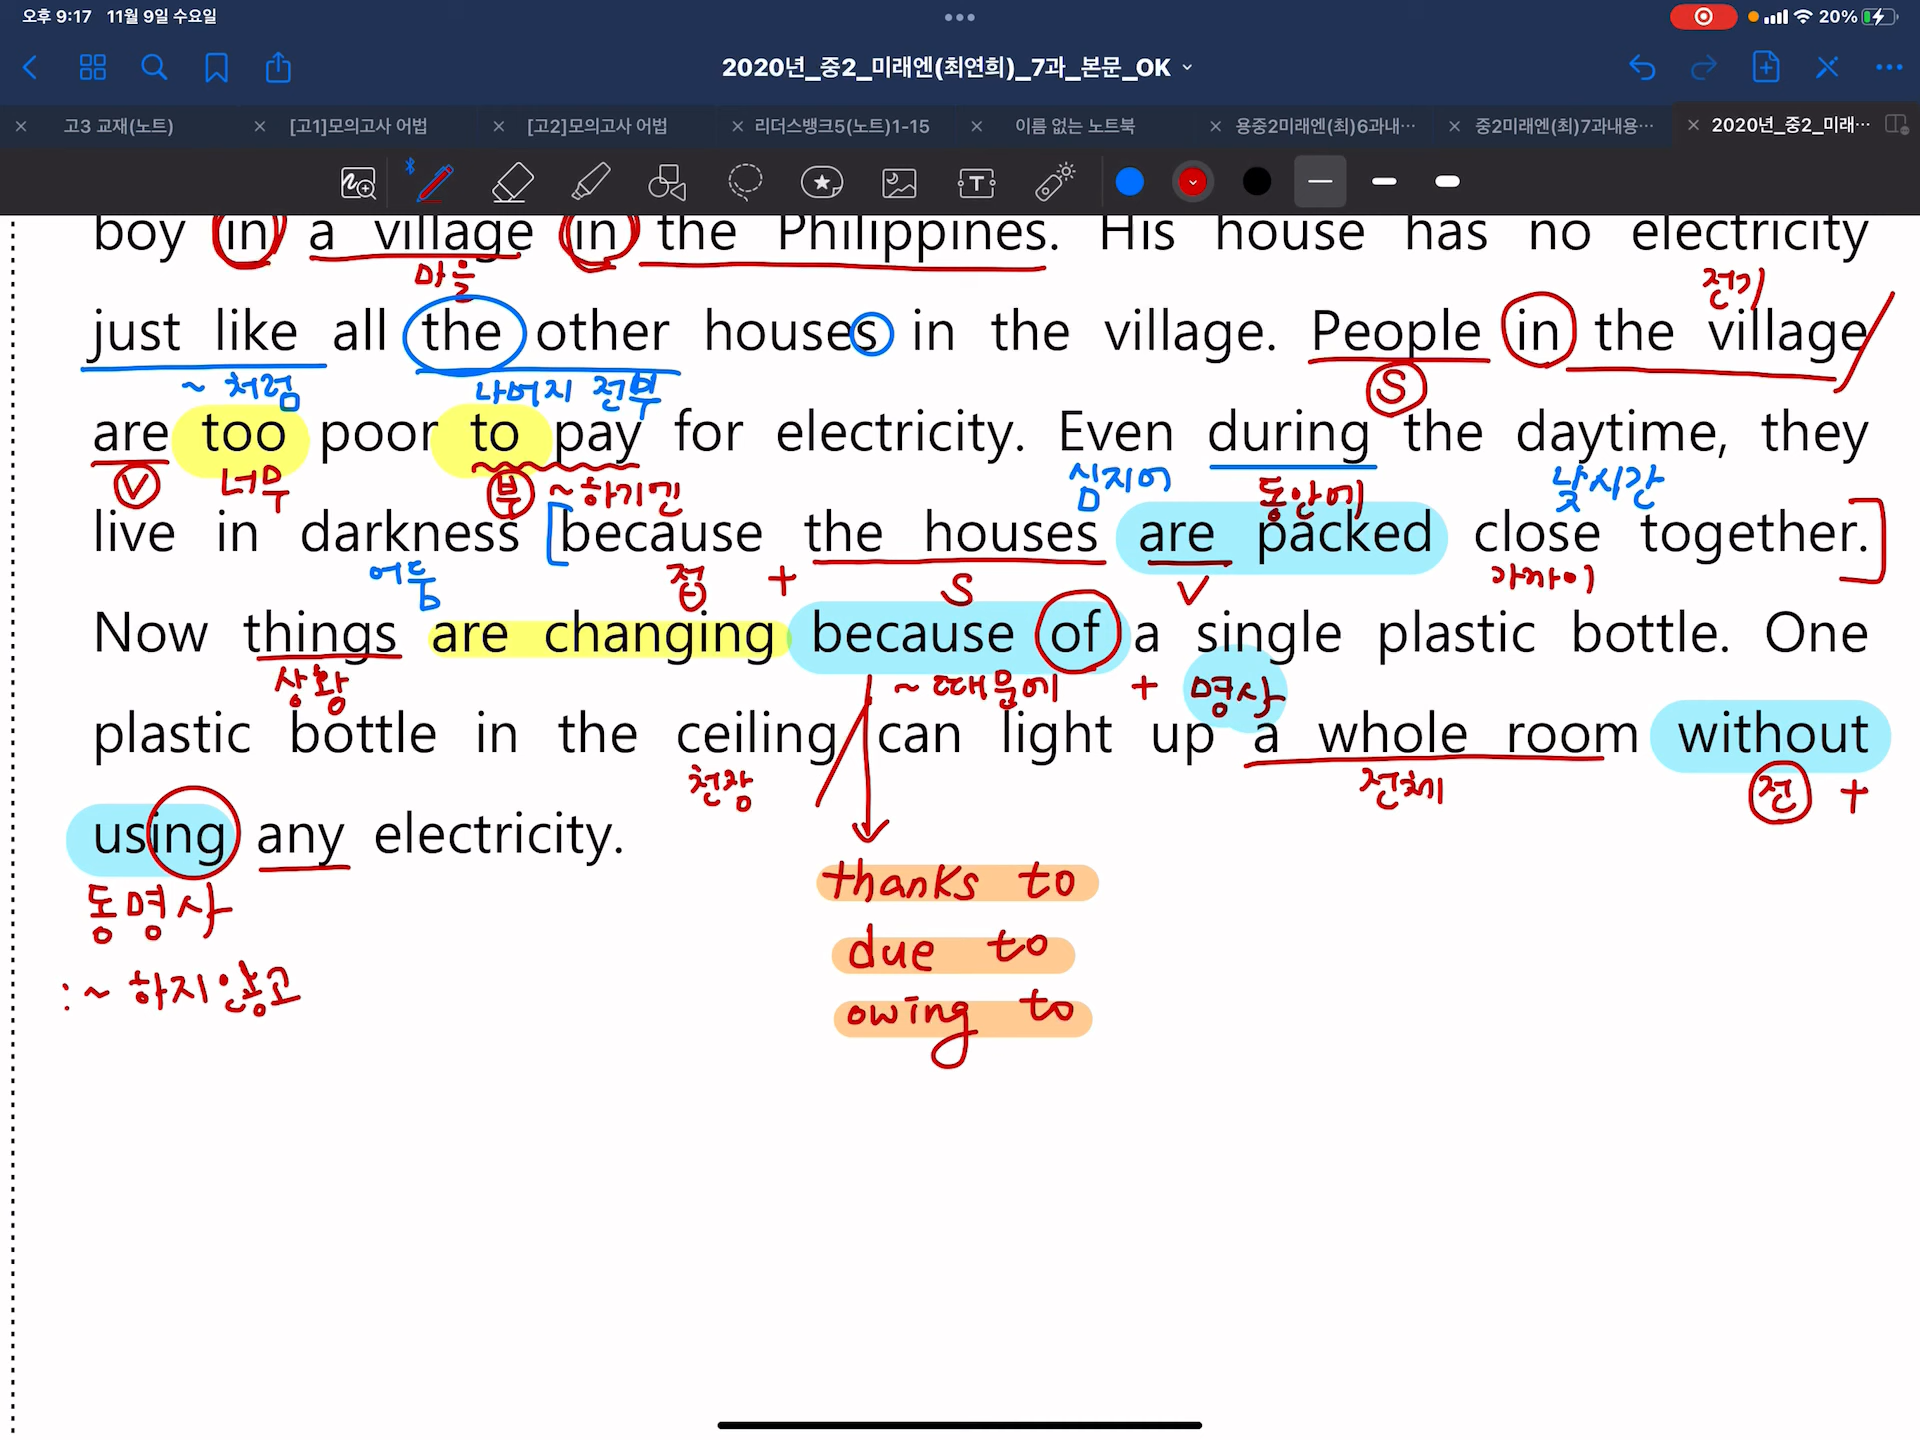 오후 9:17 11월 9일 수요일 20%
2020년_중2_미래엔(최연희)_7과_본문_OK
고3 교재(노트) [고1]모의고사 어법 [고2]모의고사 어법 리더스뱅크5(노트)1-15 이름 없는 노트북 용중2미래엔(최)6과내… 중2미래엔(최)7과내용… 2020년_중2_미래…
boy in a village in the Philippines. His house has no electricity
마을 전기
just like all the other houses in the village. People in the village
~ 처럼 나머지 전부 S
are too poor to pay for electricity. Even during the daytime, they
V 너무 부 ~하기엔 심지어 동안에 낮시간
live in darkness [because the houses are packed close together.]
어둠 접 + S V 가까이
Now things are changing because of a single plastic bottle. One
상황 ~ 때문에 + 명사
plastic bottle in the ceiling can light up a whole room without
천장 전체 전 +
using any electricity.
동명사
: ~ 하지 않고
thanks to
due to
owing to